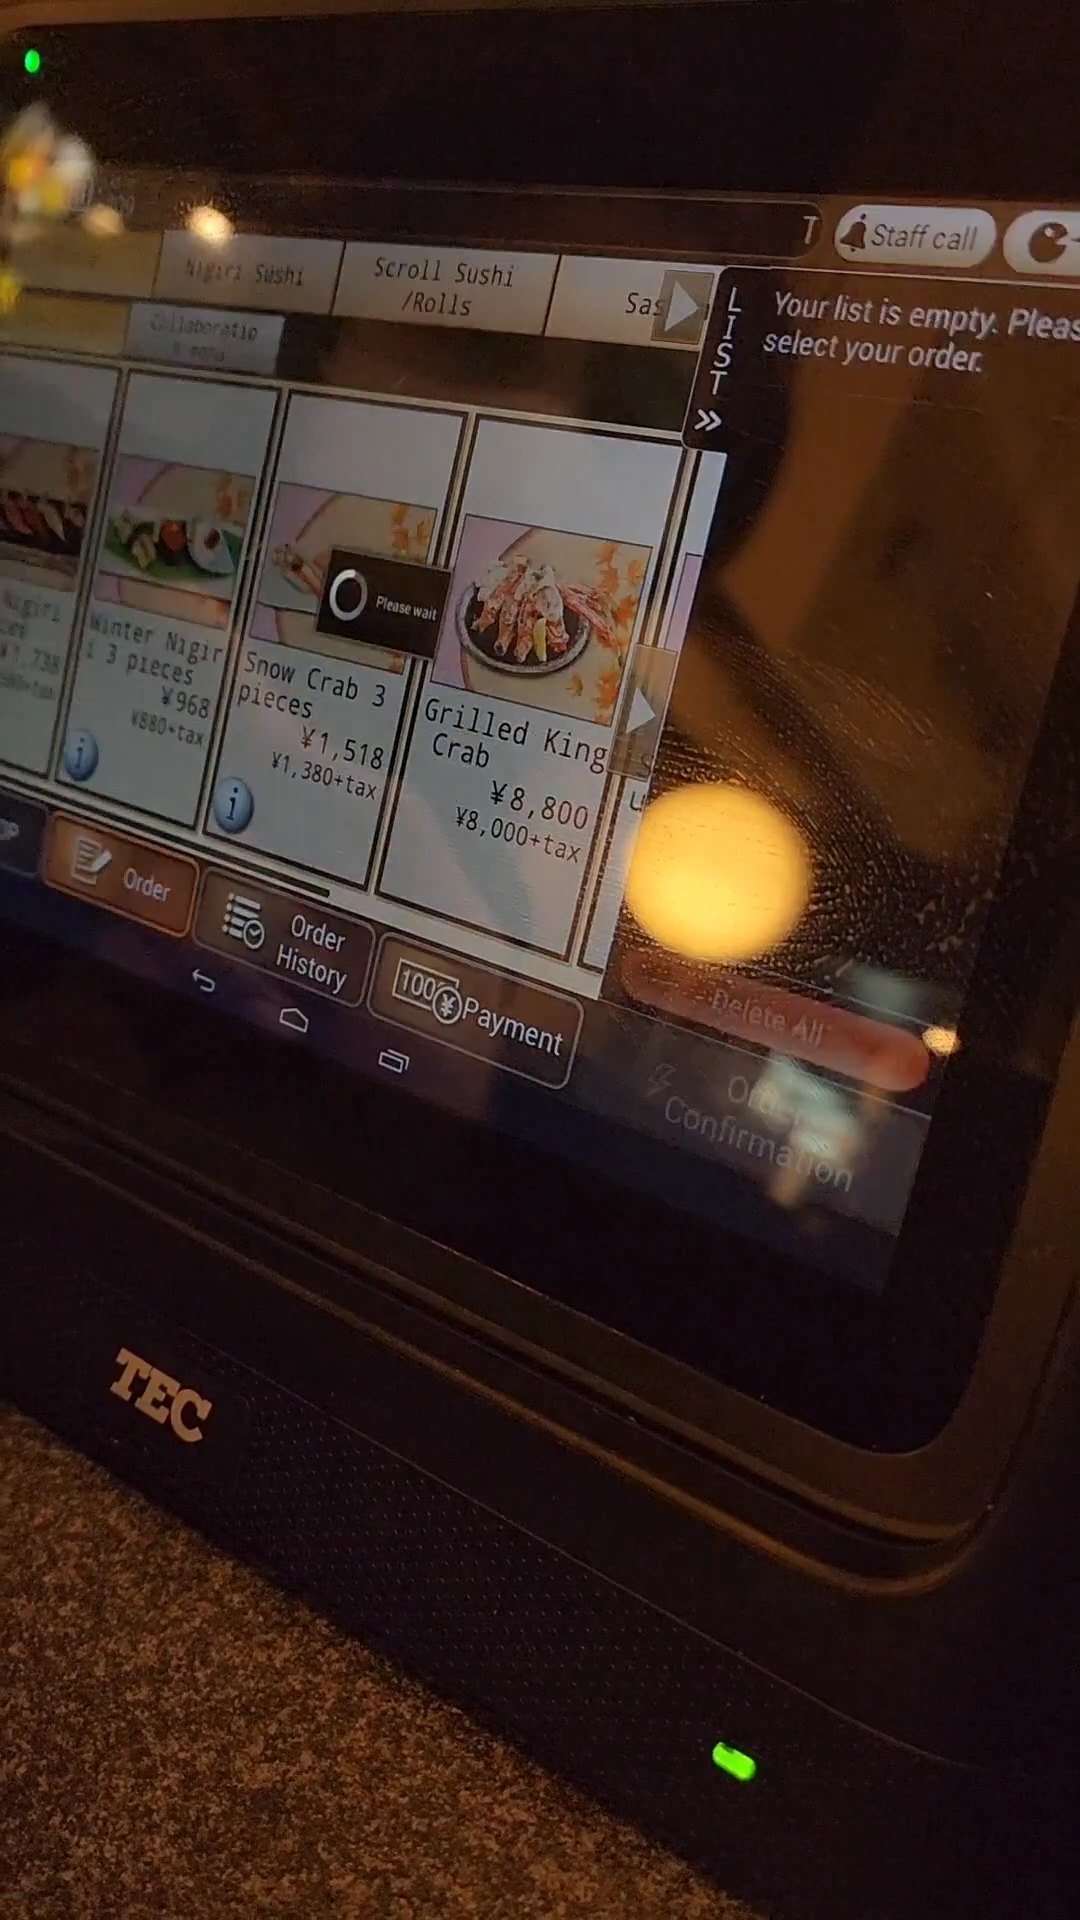 Staff call
Nigiri Sushi
Scroll Sushi
/Rolls
Sas
LIST
Your list is empty. Pleas
select your order.
Collaboratio
n menu
Nigiri
Winter Nigir
i 3 pieces
¥968
¥880+tax
Snow Crab 3
pieces
¥1,518
¥1,380+tax
Please wait
Grilled King
Crab
¥8,800
¥8,000+tax
Order
Order
History
100
¥
Payment
Delete All
Order
Confirmation
TEC